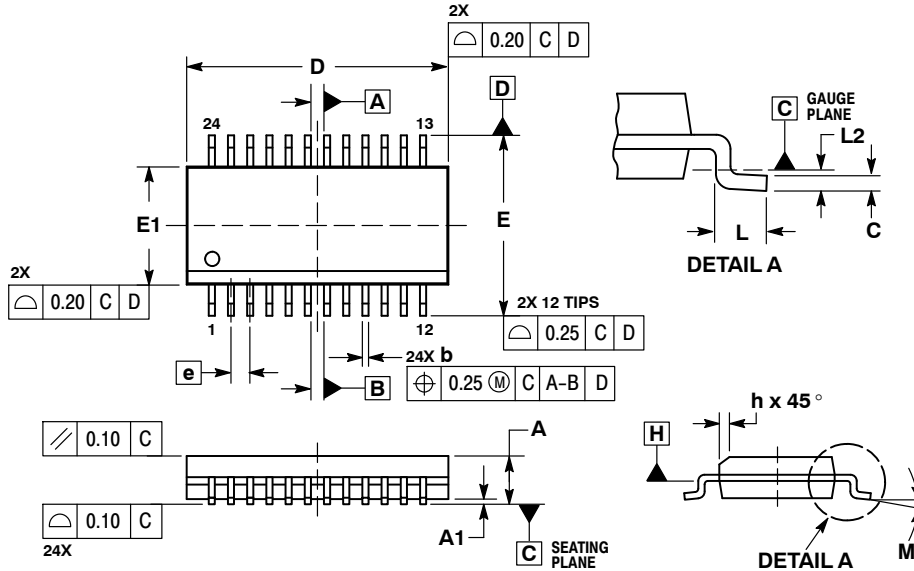 2X
⌓ 0.20 C D
D
A
D
24
13
C GAUGE PLANE
L2
E1
E
L
C
DETAIL A
2X
⌓ 0.20 C D
2X 12 TIPS
⌓ 0.25 C D
1
12
24X b
⌖ 0.25 Ⓜ C A-B D
e
B
h x 45°
⫽ 0.10 C
A
H
⌓ 0.10 C
24X
A1
C SEATING PLANE
M
DETAIL A